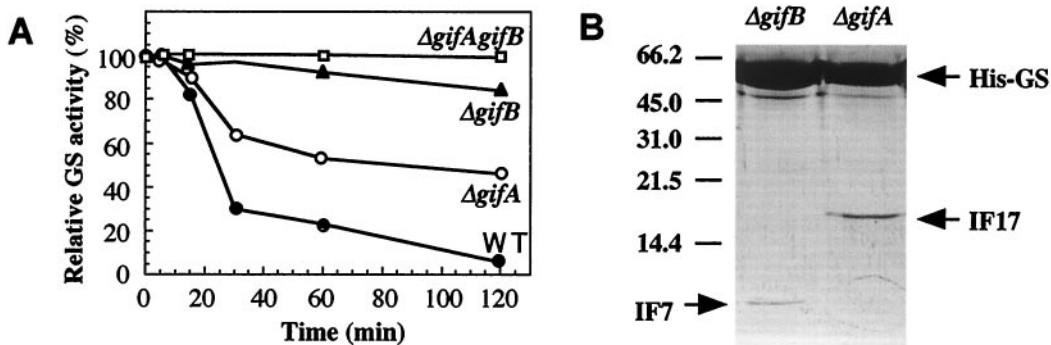 A
Relative GS activity (%)
100
80
60
40
20
0
0 20 40 60 80 100 120
Time (min)
ΔgifAgifB
ΔgifB
ΔgifA
WT
B
ΔgifB ΔgifA
66.2
45.0
31.0
21.5
14.4
His-GS
IF17
IF7